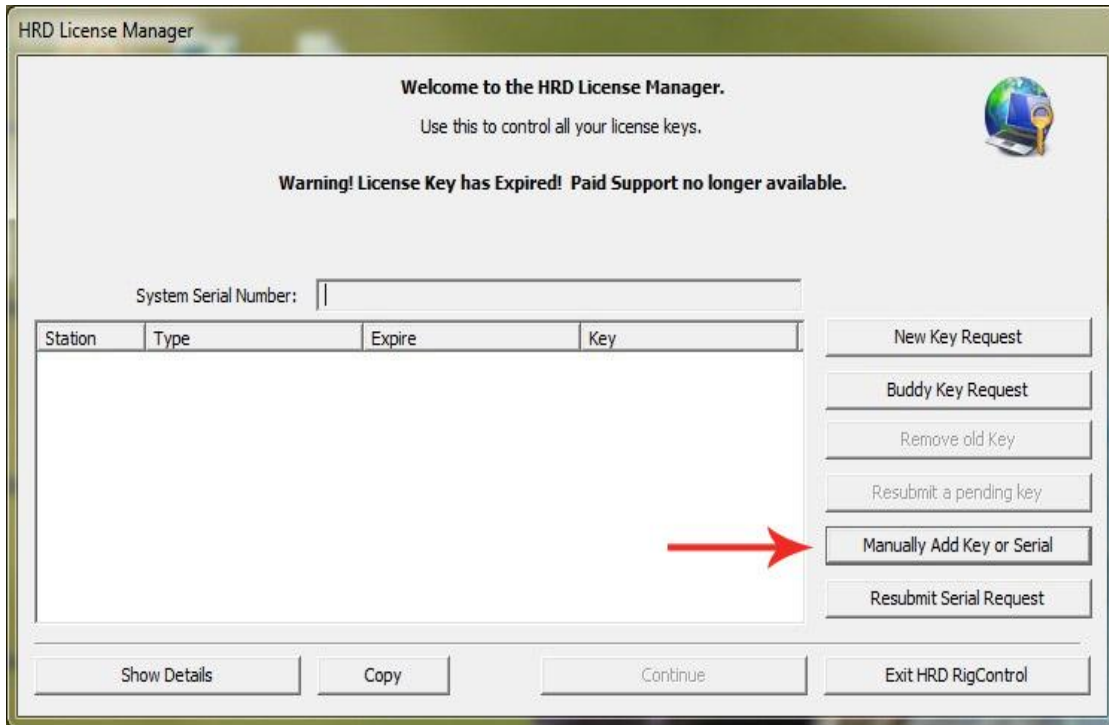 HRD License Manager
Welcome to the HRD License Manager.
Use this to control all your license keys.
Warning! License Key has Expired!  Paid Support no longer available.
System Serial Number:
Station Type Expire Key
New Key Request
Buddy Key Request
Remove old Key
Resubmit a pending key
Manually Add Key or Serial
Resubmit Serial Request
Show Details Copy Continue Exit HRD RigControl